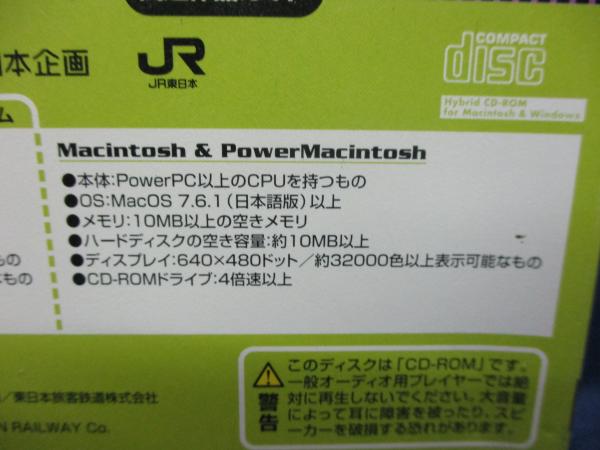 本企画
JR
JR東日本
COMPACT
disc
Hybrid CD-ROM
for Macintosh & Windows
ム
Macintosh & PowerMacintosh
●本体:PowerPC以上のCPUを持つもの
●OS:MacOS 7.6.1(日本語版)以上
●メモリ:10MB以上の空きメモリ
●ハードディスクの空き容量:約10MB以上
●ディスプレイ:640×480ドット/約32000色以上表示可能なもの
●CD-ROMドライブ:4倍速以上
もの
なもの
警告
このディスクは「CD-ROM」です。
一般オーディオ用プレイヤーでは絶
対に再生しないでください。大音量
によって耳に障害を被ったり、スピ
ーカーを破損する恐れがあります。
/東日本旅客鉄道株式会社
N RAILWAY Co.